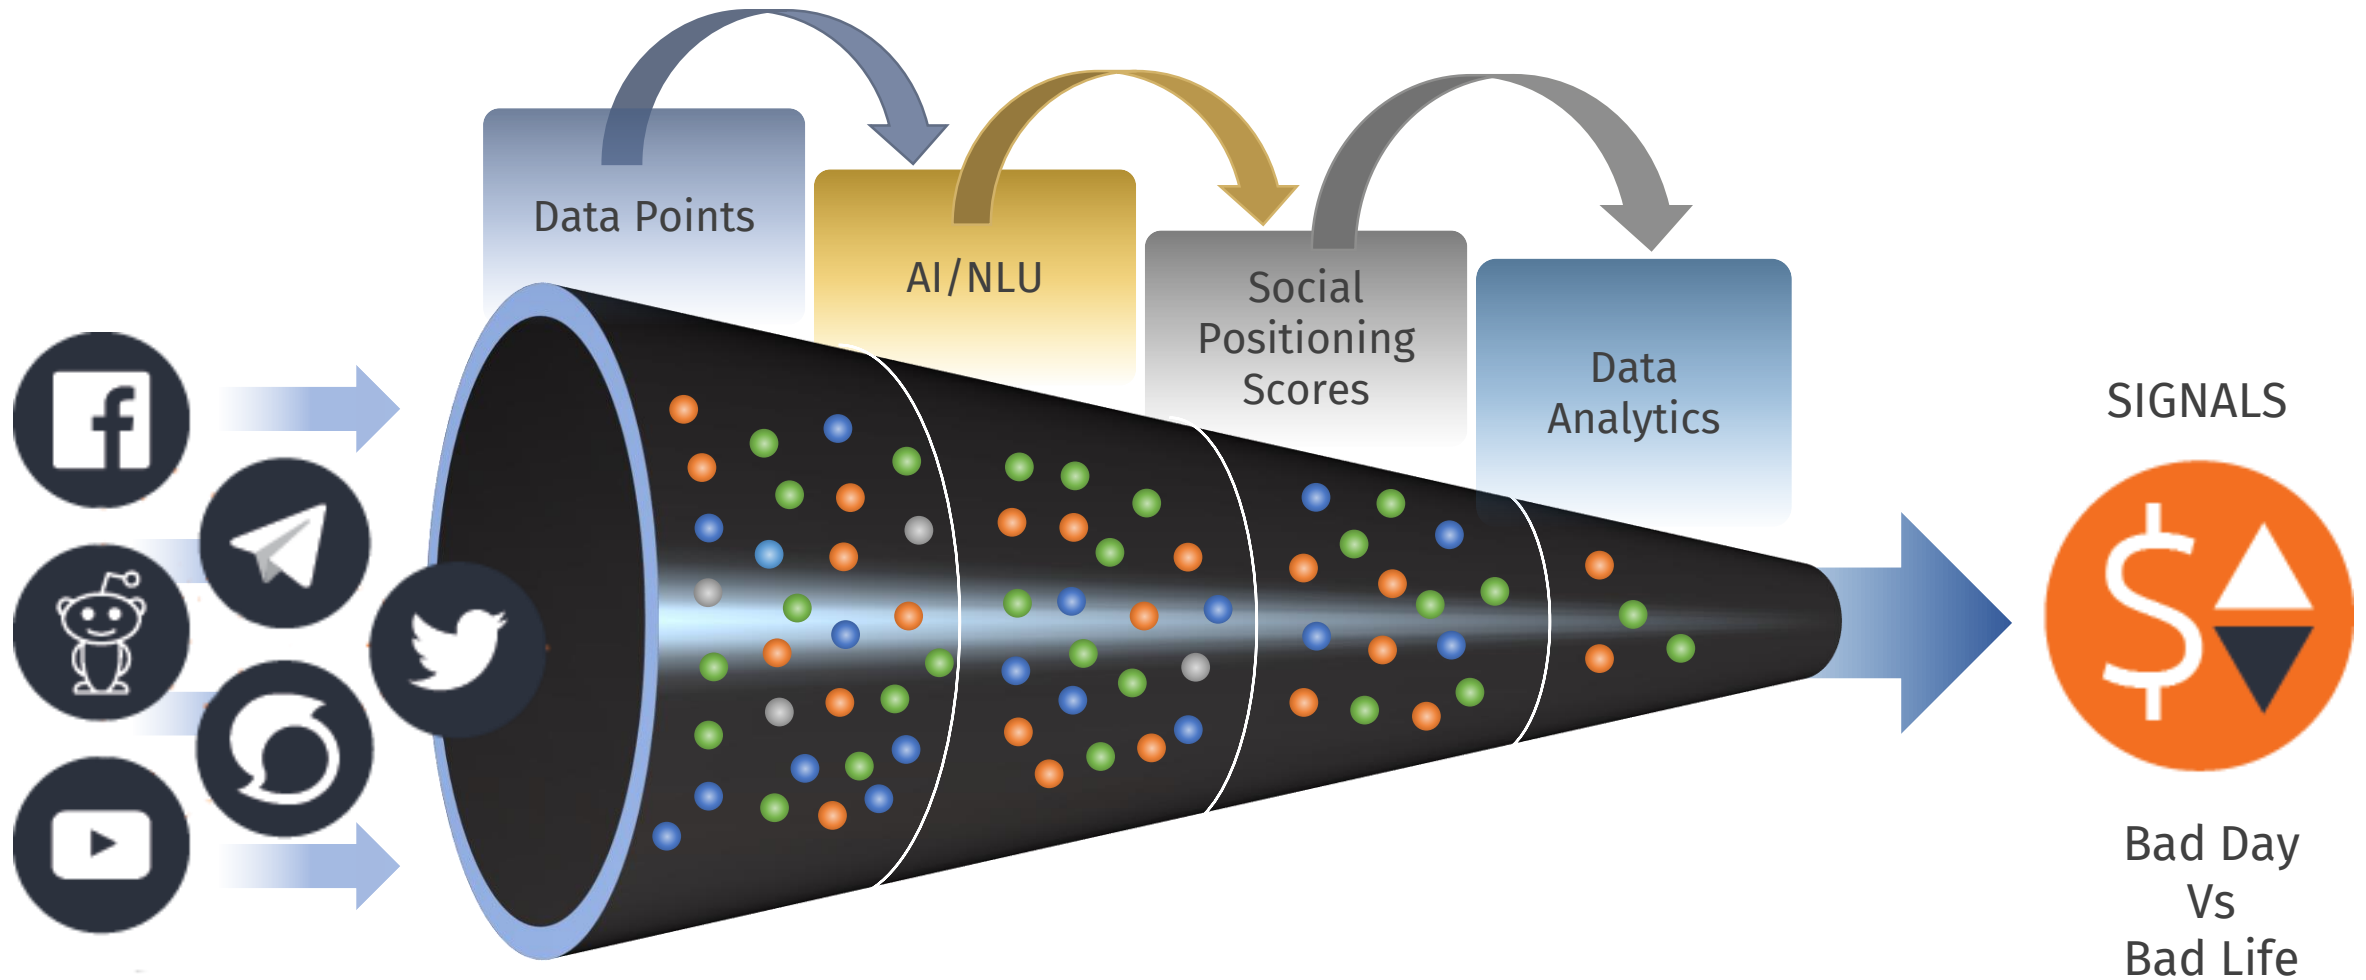 Data Points
AI/NLU
Social
Positioning
Scores
Data
Analytics
SIGNALS
$
Bad Day
Vs
Bad Life